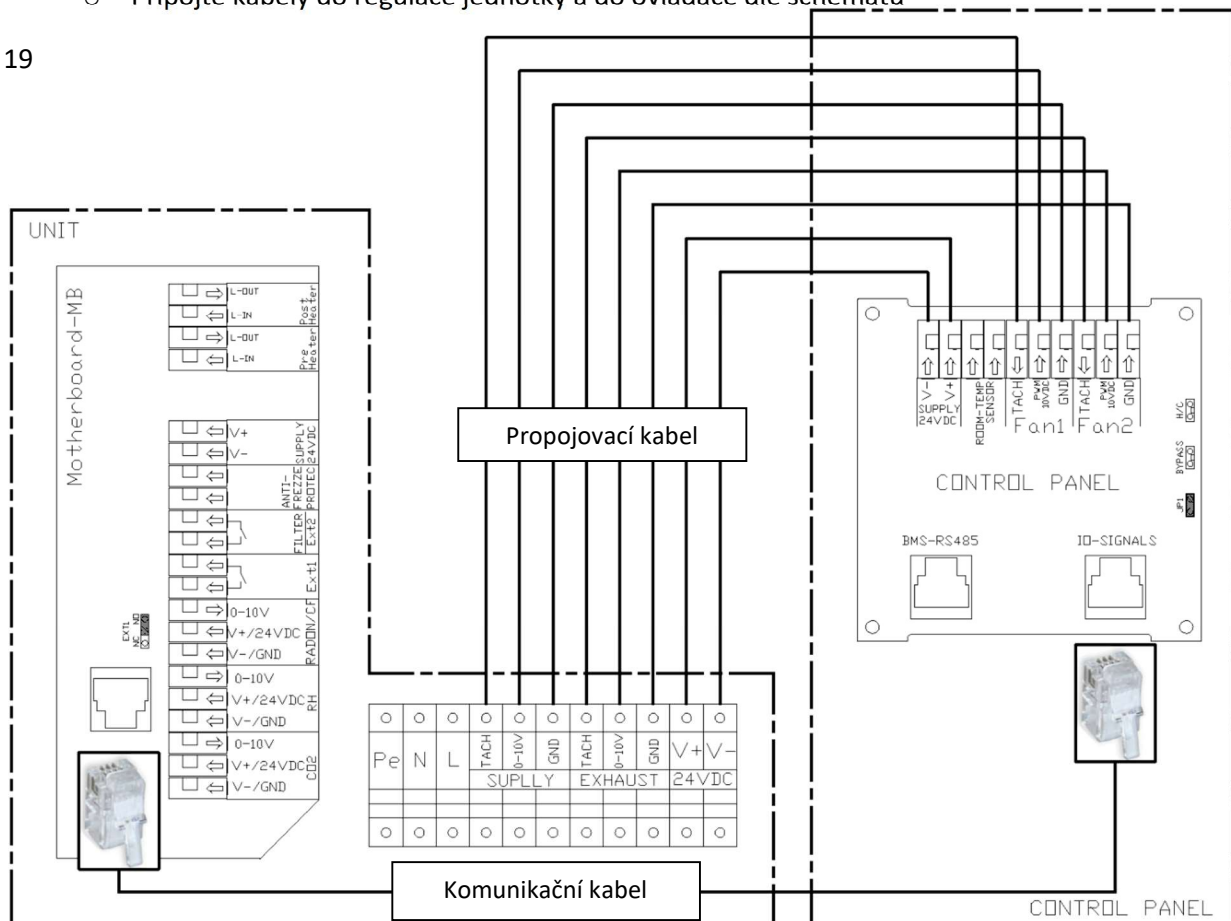 Připojte kabely do regulace jednotky a do ovladače dle schématu
19
UNIT
Motherboard-MB
L-OUT
L-IN
Post
Heater
L-OUT
L-IN
Pre
Heater
V+
V-
SUPPLY
24VDC
ANTI-
FREZZE
PROTEC
FILTER
Ext2
Ext1
0-10V
V+/24VDC
V-/GND
RADON/CF
0-10V
V+/24VDC
V-/GND
RH
0-10V
V+/24VDC
V-/GND
CO2
EXT1
NC NO
Propojovací kabel
Pe N L TACH 0-10V GND TACH 0-10V GND V+ V-
SUPLLY EXHAUST 24VDC
V- V+
SUPPLY
24VDC
ROOM-TEMP
SENSOR
TACH PWM 10VDC GND TACH PWM 10VDC GND
Fan1 Fan2
H/C
BYPASS
JP1
CONTROL PANEL
BMS-RS485 IO-SIGNALS
Komunikační kabel
CONTROL PANEL